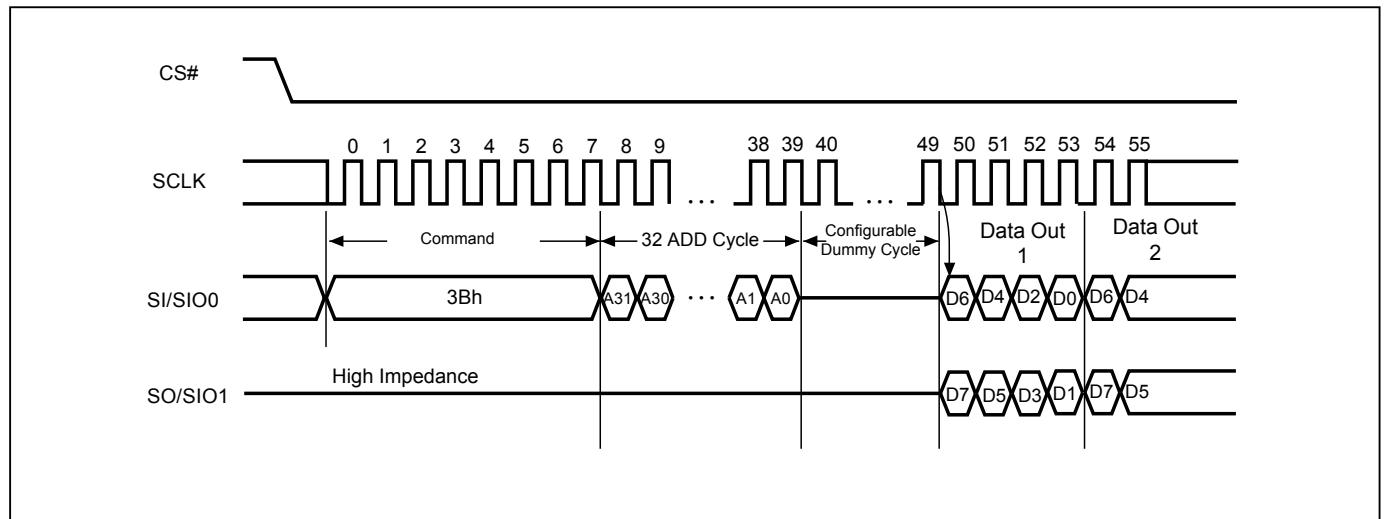 CS#
0 1 2 3 4 5 6 7 8 9 38 39 40 49 50 51 52 53 54 55
SCLK
... ...
Command 32 ADD Cycle Configurable Dummy Cycle Data Out 1 Data Out 2
SI/SIO0 3Bh A31 A30 ... A1 A0 D6 D4 D2 D0 D6 D4
High Impedance
SO/SIO1 D7 D5 D3 D1 D7 D5